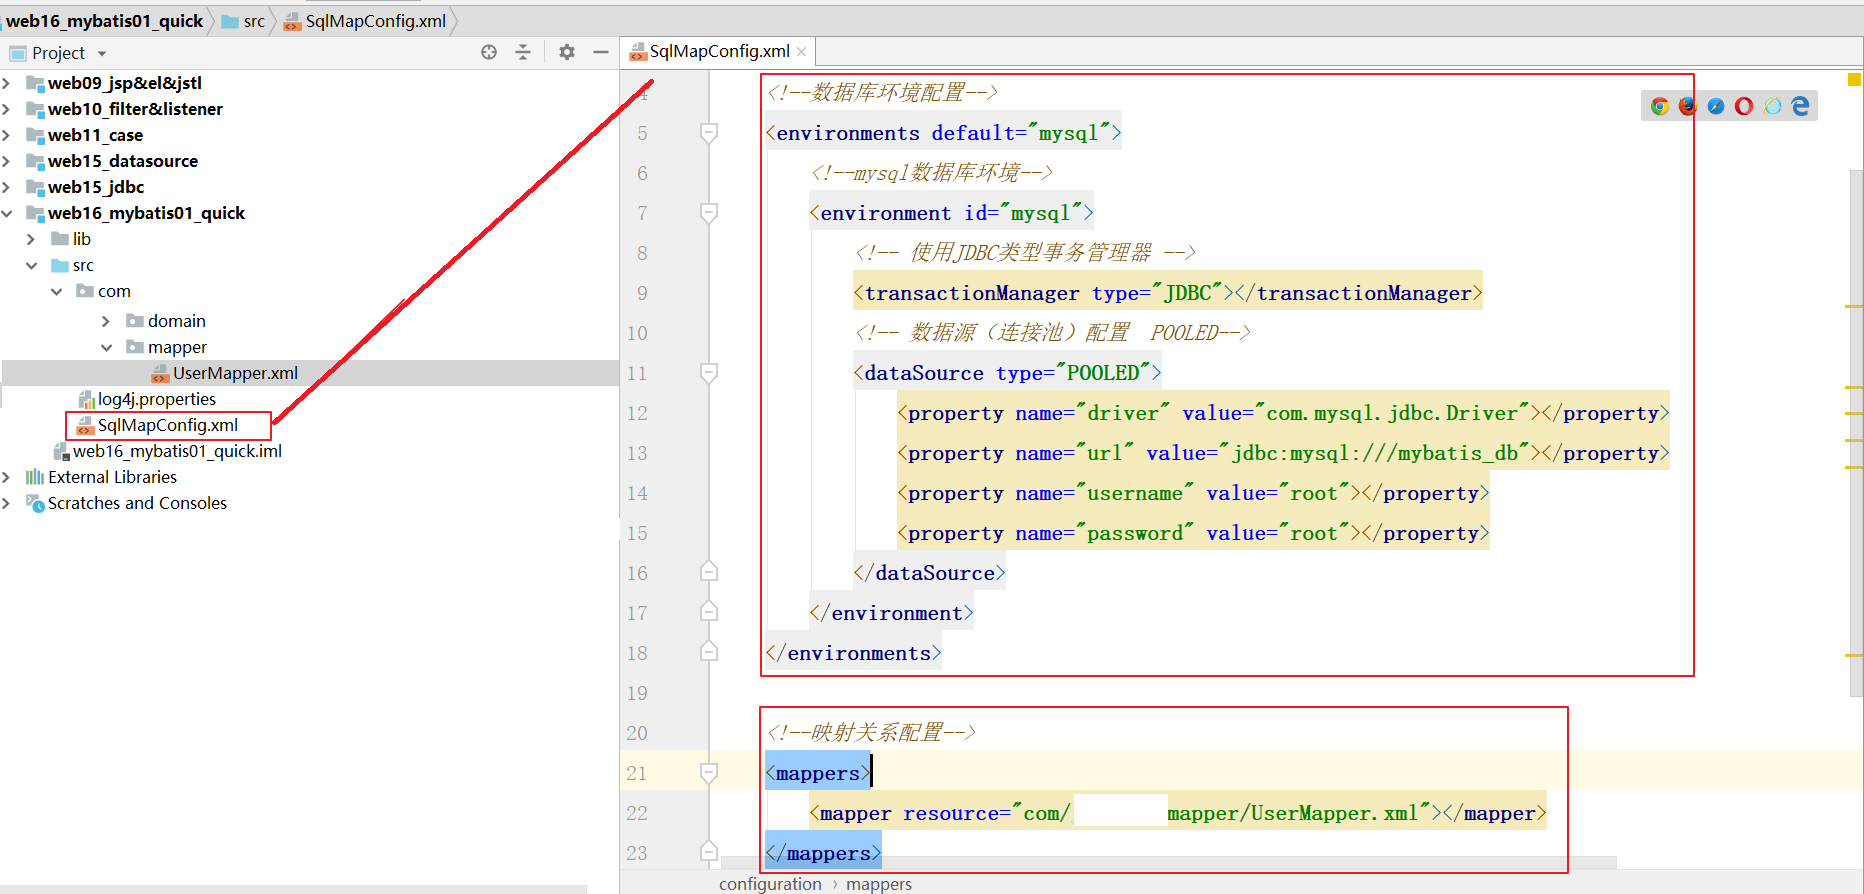 web16_mybatis01_quick src SqlMapConfig.xml
Project
web09_jsp&el&jstl
web10_filter&listener
web11_case
web15_datasource
web15_jdbc
web16_mybatis01_quick
lib
src
com
domain
mapper
UserMapper.xml
log4j.properties
SqlMapConfig.xml
web16_mybatis01_quick.iml
External Libraries
Scratches and Consoles
SqlMapConfig.xml
4 <!--数据库环境配置-->
5 <environments default="mysql">
6 <!--mysql数据库环境-->
7 <environment id="mysql">
8 <!-- 使用JDBC类型事务管理器 -->
9 <transactionManager type="JDBC"></transactionManager>
10 <!-- 数据源（连接池）配置  POOLED-->
11 <dataSource type="POOLED">
12 <property name="driver" value="com.mysql.jdbc.Driver"></property>
13 <property name="url" value="jdbc:mysql:///mybatis_db"></property>
14 <property name="username" value="root"></property>
15 <property name="password" value="root"></property>
16 </dataSource>
17 </environment>
18 </environments>
19
20 <!--映射关系配置-->
21 <mappers>
22 <mapper resource="com/ mapper/UserMapper.xml"></mapper>
23 </mappers>
configuration › mappers